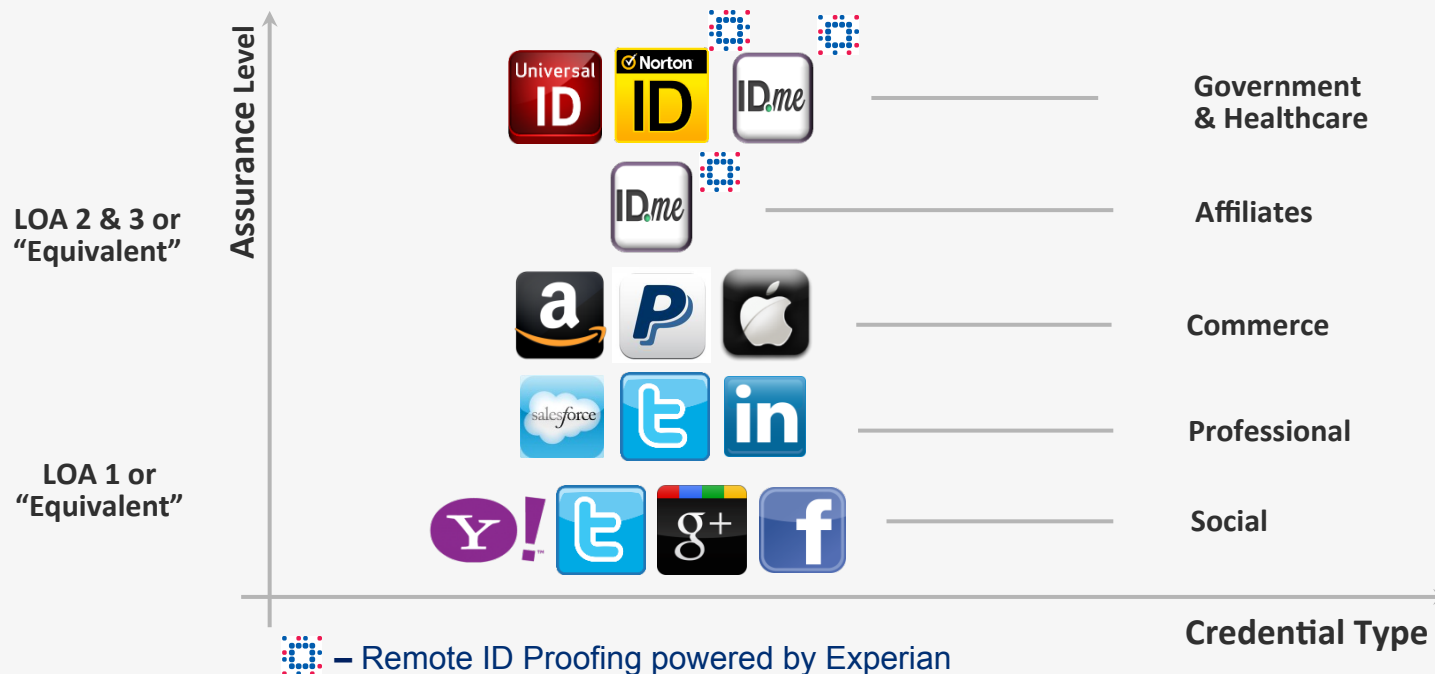 Assurance Level
Universal
ID
Norton
ID
ID.me
Government
& Healthcare
LOA 2 & 3 or
“Equivalent”
ID.me
Affiliates
a
P
Commerce
salesforce
t
in
Professional
LOA 1 or
“Equivalent”
Y!™
t
g+
f
Social
Credential Type
– Remote ID Proofing powered by Experian